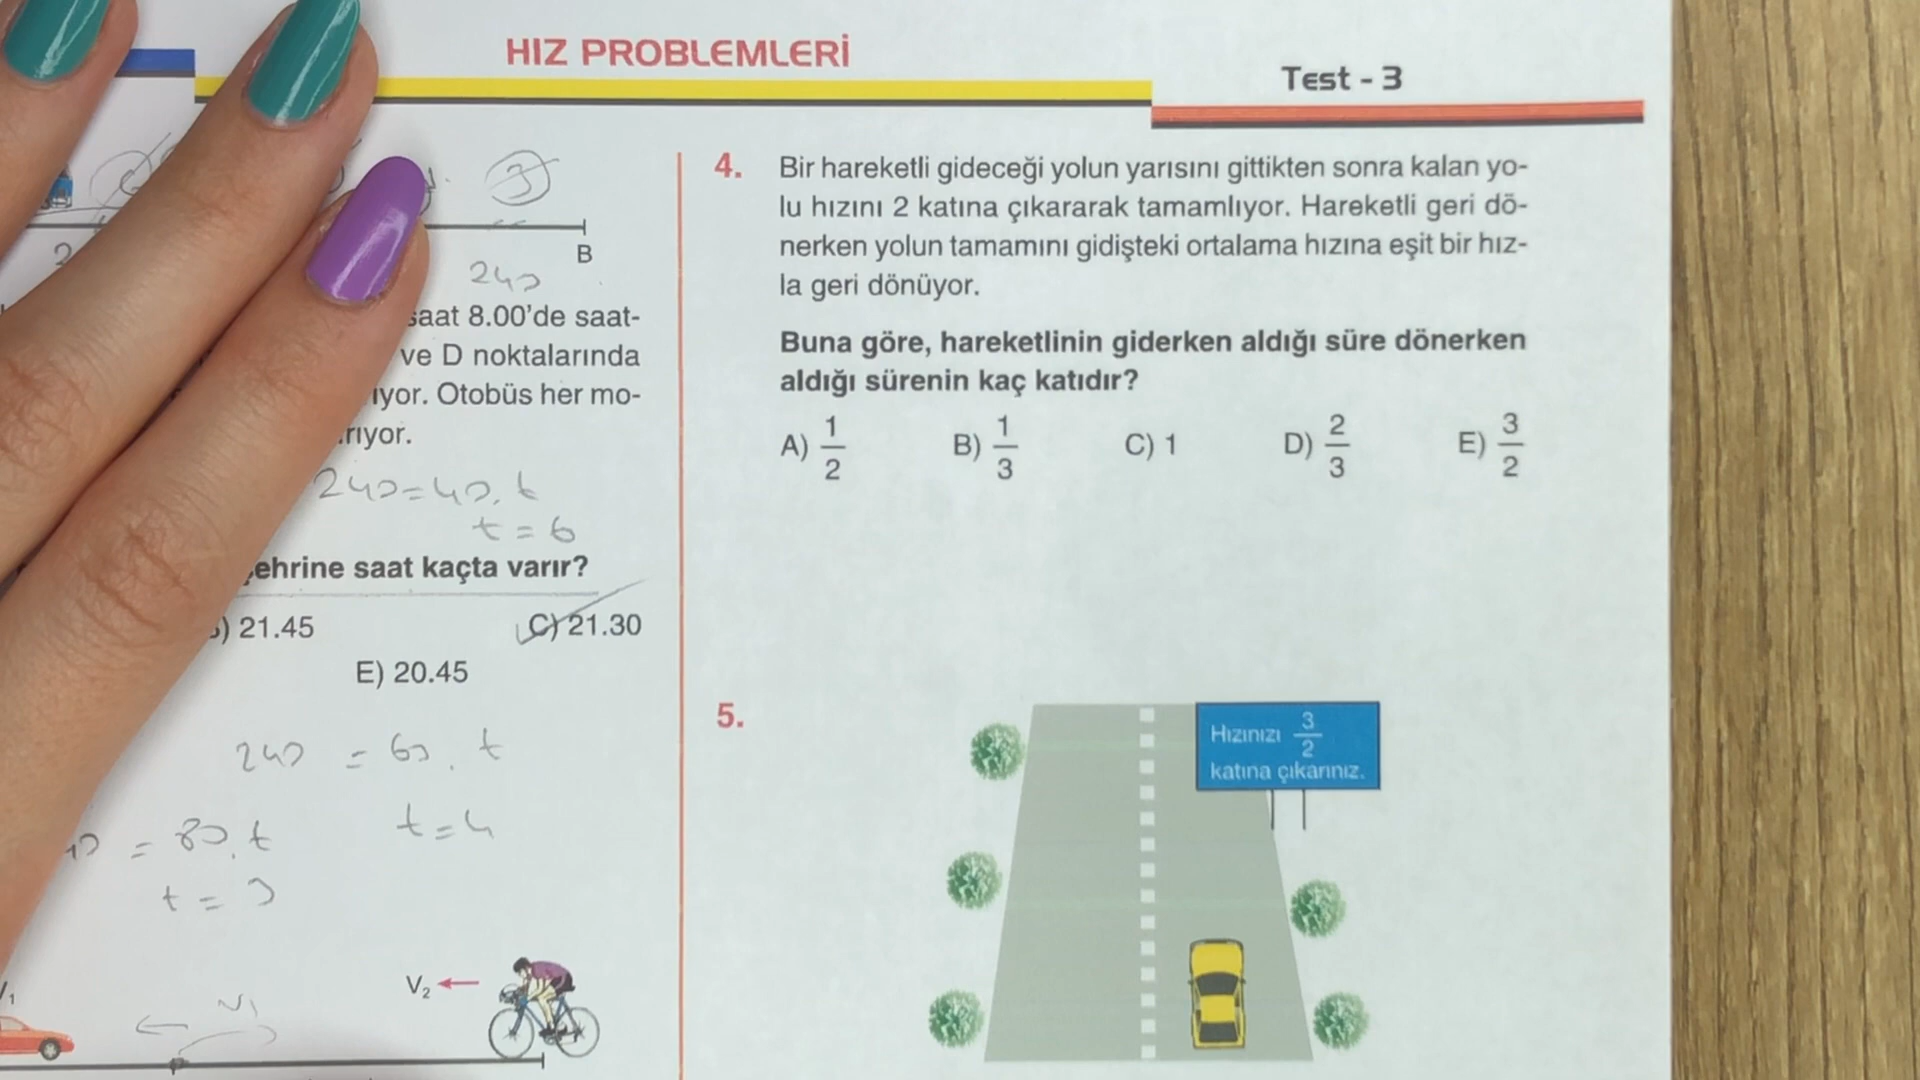 HIZ PROBLEMLERİ
Test - 3
B
240
saat 8.00'de saat-
ve D noktalarında
ıyor. Otobüs her mo-
rıyor.
240=40.t
t = 6
ehrine saat kaçta varır?
) 21.45
C) 21.30
E) 20.45
240 = 60.t
t=4
= 80.t
t = 3
V₂
V₁
4. Bir hareketli gideceği yolun yarısını gittikten sonra kalan yo-
lu hızını 2 katına çıkararak tamamlıyor. Hareketli geri dö-
nerken yolun tamamını gidişteki ortalama hızına eşit bir hız-
la geri dönüyor.
Buna göre, hareketlinin giderken aldığı süre dönerken
aldığı sürenin kaç katıdır?
A) 1/2 B) 1/3 C) 1 D) 2/3 E) 3/2
5.
Hızınızı 3/2
katına çıkarınız.